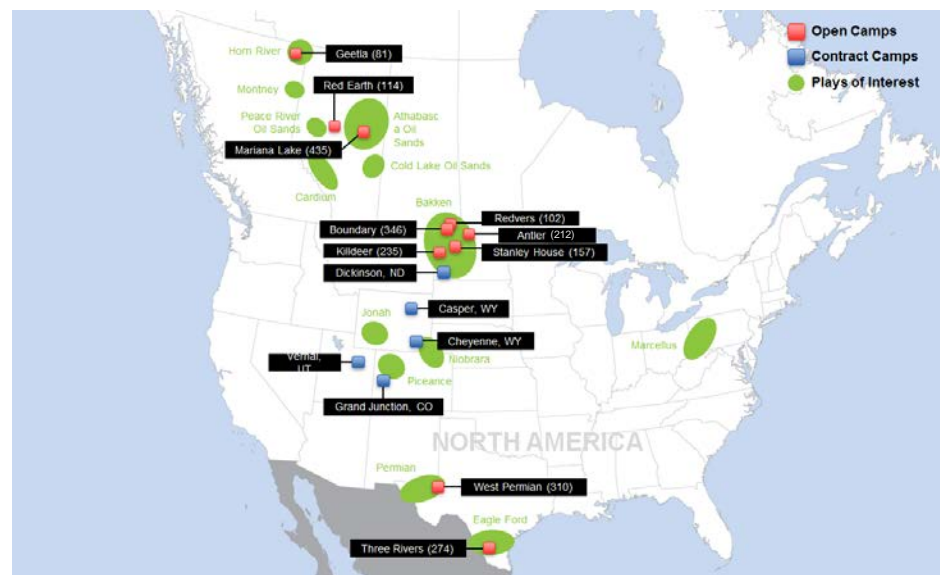 Open Camps
Contract Camps
Plays of Interest
Horn River
Geetla (81)
Montney
Red Earth (114)
Peace River
Oil Sands
Athabasc
a Oil
Sands
Mariana Lake (435)
Cold Lake Oil Sands
Cardium
Bakken
Redvers (102)
Boundary (346)
Antler (212)
Killdeer (235)
Stanley House (157)
Dickinson, ND
Casper, WY
Jonah
Cheyenne, WY
Marcellus
Vernal,
UT
Niobrara
Piceance
Grand Junction, CO
NORTH AMERICA
Permian
West Permian (310)
Eagle Ford
Three Rivers (274)